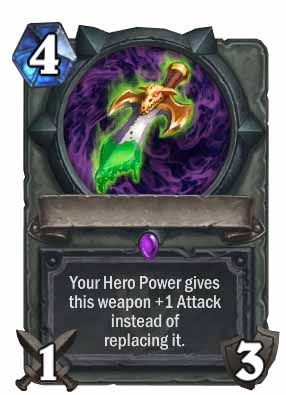 4
Your Hero Power gives
this weapon +1 Attack
instead of
replacing it.
1
3